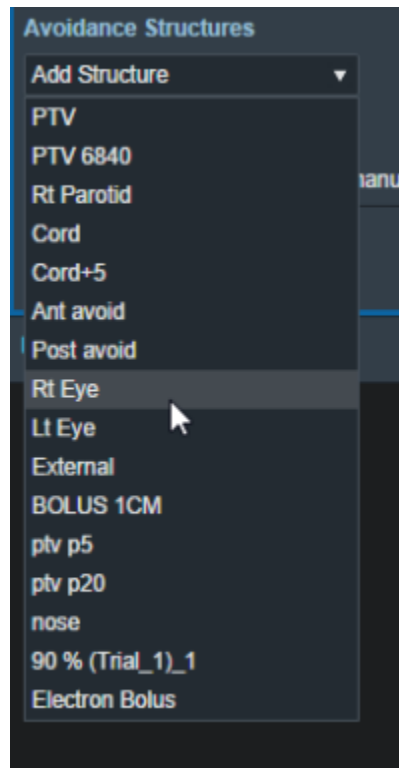 Avoidance Structures
Add Structure
PTV
PTV 6840
Rt Parotid
Cord
Cord+5
Ant avoid
Post avoid
Rt Eye
Lt Eye
External
BOLUS 1CM
ptv p5
ptv p20
nose
90 % (Trial_1)_1
Electron Bolus